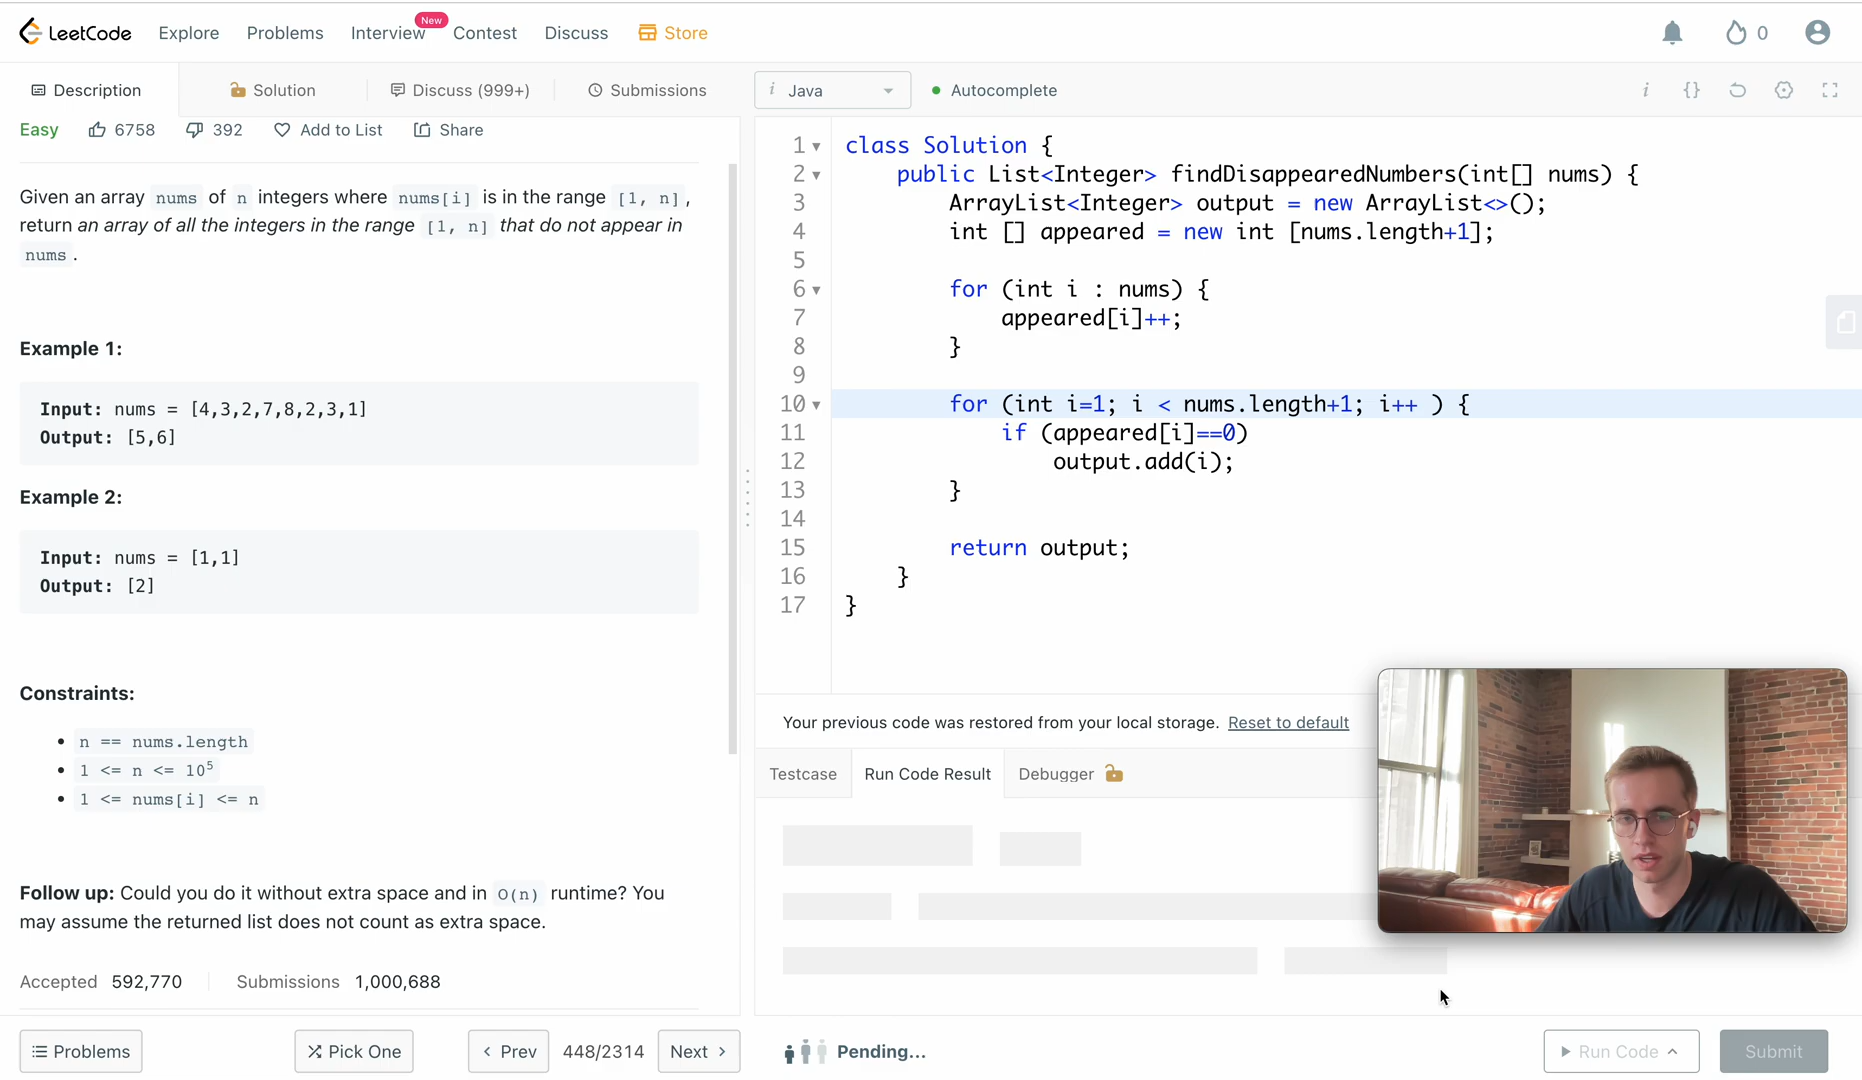 LeetCode Explore Problems Interview New Contest Discuss Store 0
Description Solution Discuss (999+) Submissions
Easy 6758 392 Add to List Share
Given an array nums of n integers where nums[i] is in the range [1, n],
return an array of all the integers in the range [1, n] that do not appear in
nums.
Example 1:
Input: nums = [4,3,2,7,8,2,3,1]
Output: [5,6]
Example 2:
Input: nums = [1,1]
Output: [2]
Constraints:
• n == nums.length
• 1 <= n <= 10⁵
• 1 <= nums[i] <= n
Follow up: Could you do it without extra space and in O(n) runtime? You
may assume the returned list does not count as extra space.
Accepted 592,770 Submissions 1,000,688
Problems Pick One < Prev 448/2314 Next >
i Java Autocomplete i {}
1 class Solution {
2 public List<Integer> findDisappearedNumbers(int[] nums) {
3 ArrayList<Integer> output = new ArrayList<>();
4 int [] appeared = new int [nums.length+1];
5
6 for (int i : nums) {
7 appeared[i]++;
8 }
9
10 for (int i=1; i < nums.length+1; i++ ) {
11 if (appeared[i]==0)
12 output.add(i);
13 }
14
15 return output;
16 }
17 }
Your previous code was restored from your local storage. Reset to default
Testcase Run Code Result Debugger
Pending... Run Code Submit